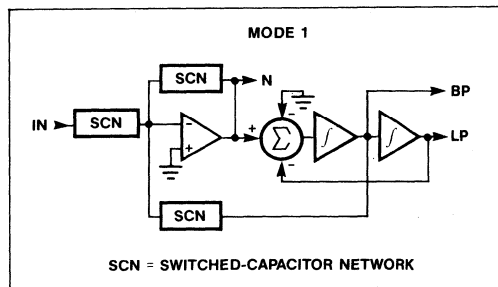 MODE 1
SCN
N
BP
IN
SCN
-
+
+
-
Σ
-
∫
∫
LP
SCN
SCN = SWITCHED-CAPACITOR NETWORK